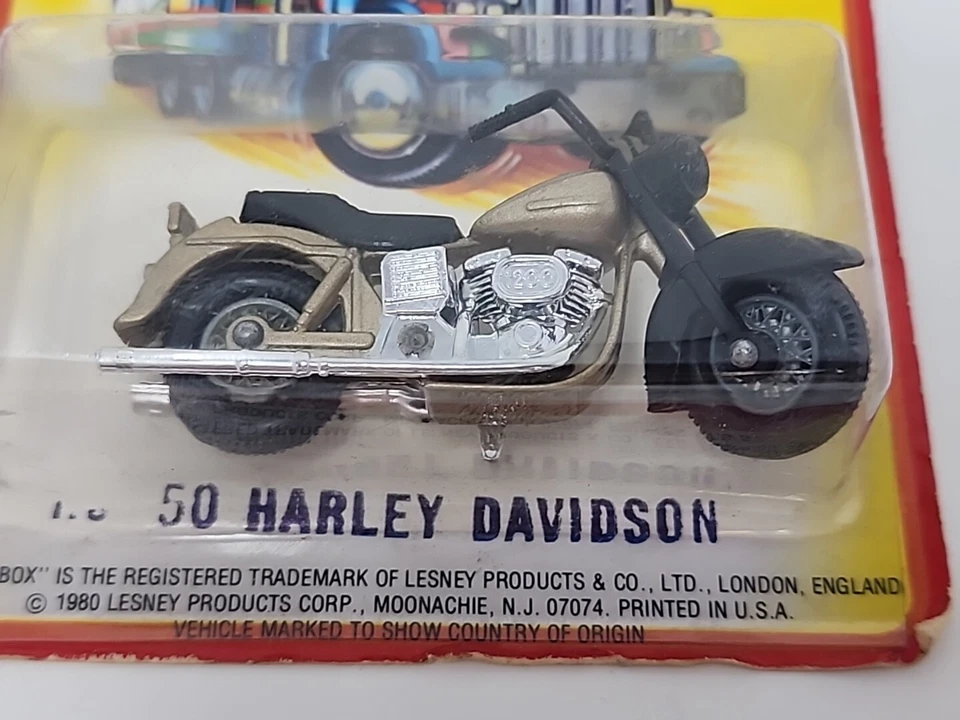 1200
50 HARLEY DAVIDSON
BOX" IS THE REGISTERED TRADEMARK OF LESNEY PRODUCTS & CO., LTD., LONDON, ENGLAND
© 1980 LESNEY PRODUCTS CORP., MOONACHIE, N.J. 07074. PRINTED IN U.S.A.
VEHICLE MARKED TO SHOW COUNTRY OF ORIGIN